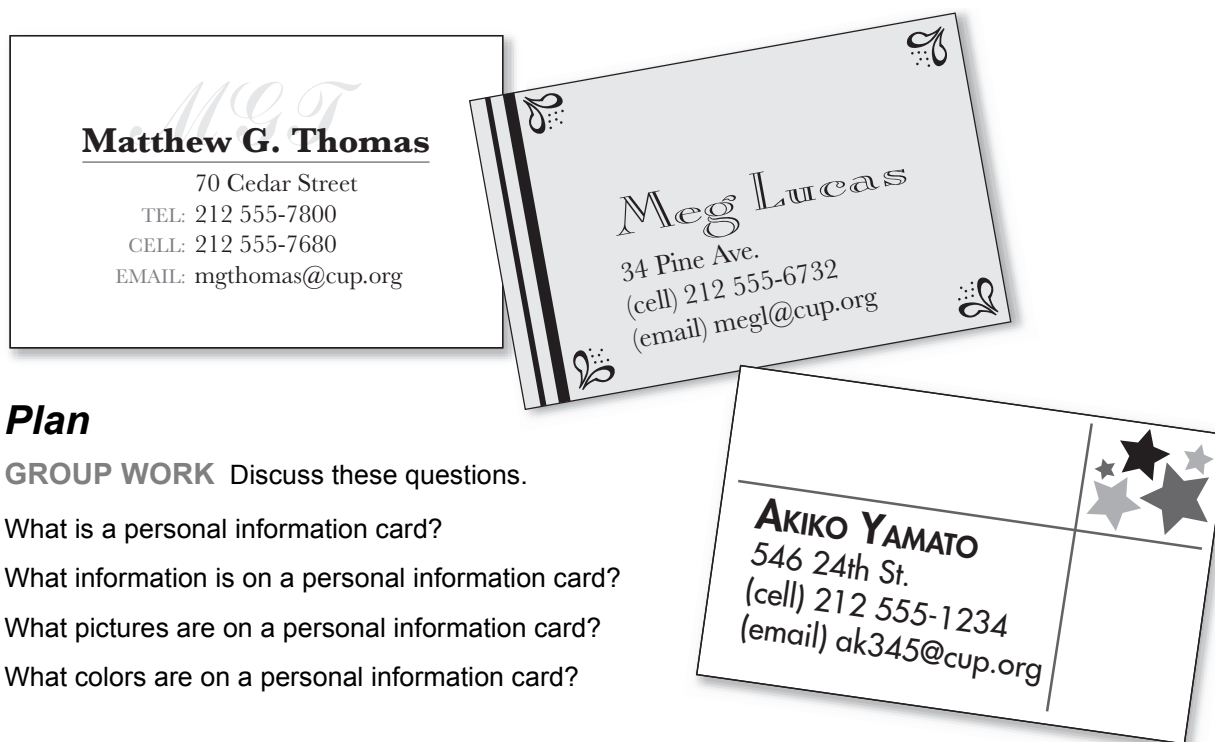 MGT
Matthew G. Thomas
70 Cedar Street
TEL: 212 555-7800
CELL: 212 555-7680
EMAIL: mgthomas@cup.org
Meg Lucas
34 Pine Ave.
(cell) 212 555-6732
(email) megl@cup.org
Plan
GROUP WORK Discuss these questions.
What is a personal information card?
What information is on a personal information card?
What pictures are on a personal information card?
What colors are on a personal information card?
AKIKO YAMATO
546 24th St.
(cell) 212 555-1234
(email) ak345@cup.org